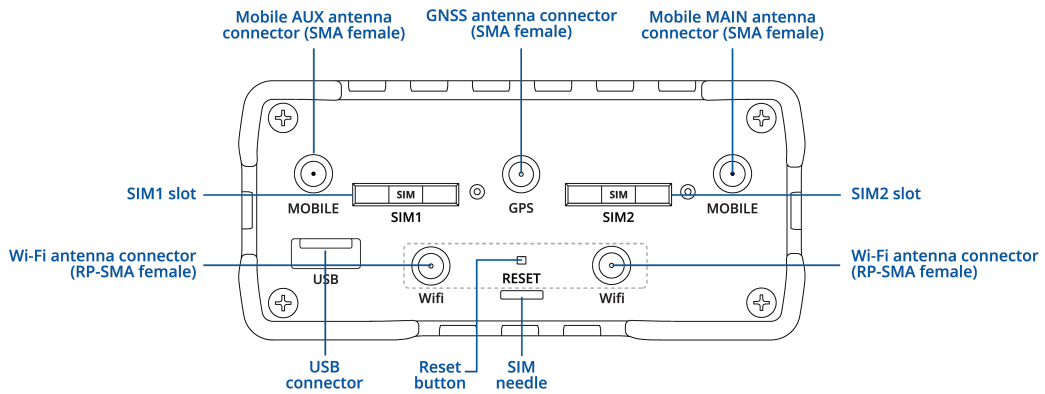 Mobile AUX antenna
connector (SMA female)
GNSS antenna connector
(SMA female)
Mobile MAIN antenna
connector (SMA female)
SIM1 slot
SIM
SIM
SIM2 slot
MOBILE
SIM1
GPS
SIM2
MOBILE
Wi-Fi antenna connector
(RP-SMA female)
Wi-Fi antenna connector
(RP-SMA female)
USB
RESET
Wifi
Wifi
USB
connector
Reset
button
SIM
needle